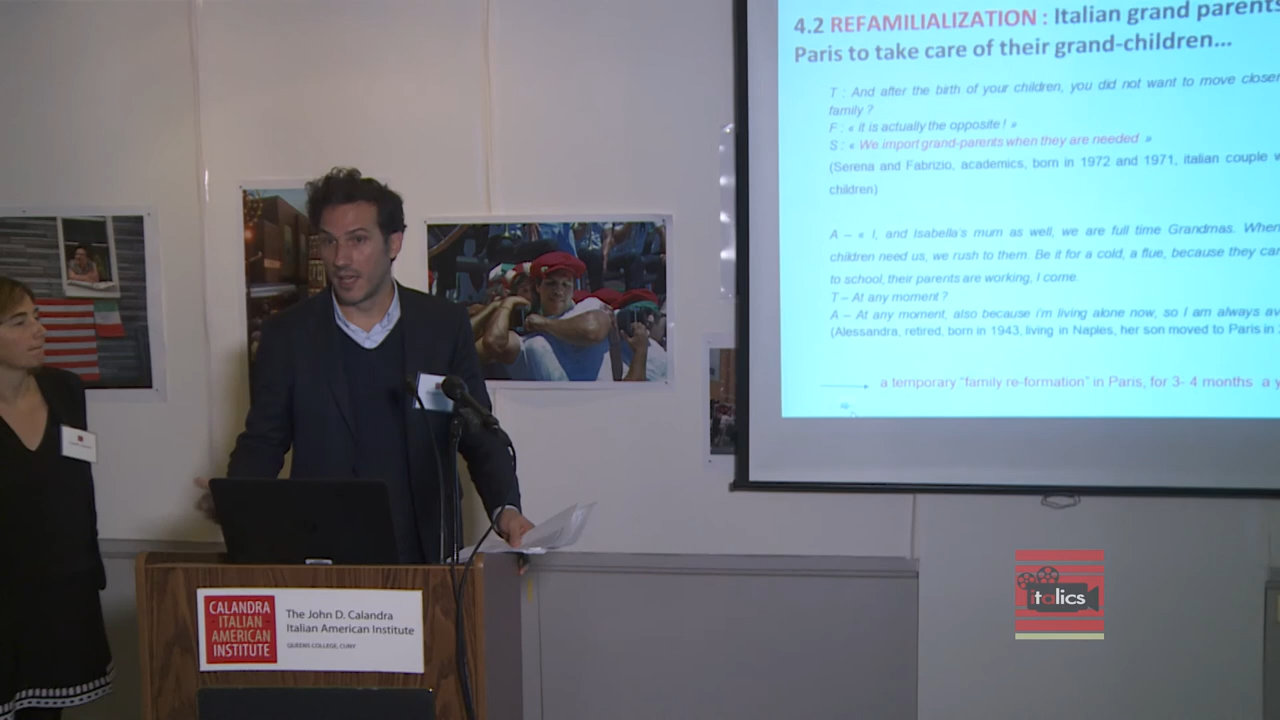 4.2 REFAMILIALIZATION : Italian grand parents
Paris to take care of their grand-children...
T : And after the birth of your children, you did not want to move closer
family ?
F : « it is actually the opposite ! »
S : « We import grand-parents when they are needed »
(Serena and Fabrizio, academics, born in 1972 and 1971, italian couple
children)
A – « I, and Isabella's mum as well, we are full time Grandmas. When
children need us, we rush to them. Be it for a cold, a flue, because they
to school, their parents are working, I come.
T – At any moment ?
A – At any moment, also because i'm living alone now, so I am always
(Alessandra, retired, born in 1943, living in Naples, her son moved to Paris in
a temporary "family re-formation" in Paris, for 3- 4 months a
CALANDRA
ITALIAN
AMERICAN
INSTITUTE
The John D. Calandra
Italian American Institute
QUEENS COLLEGE, CUNY
italics